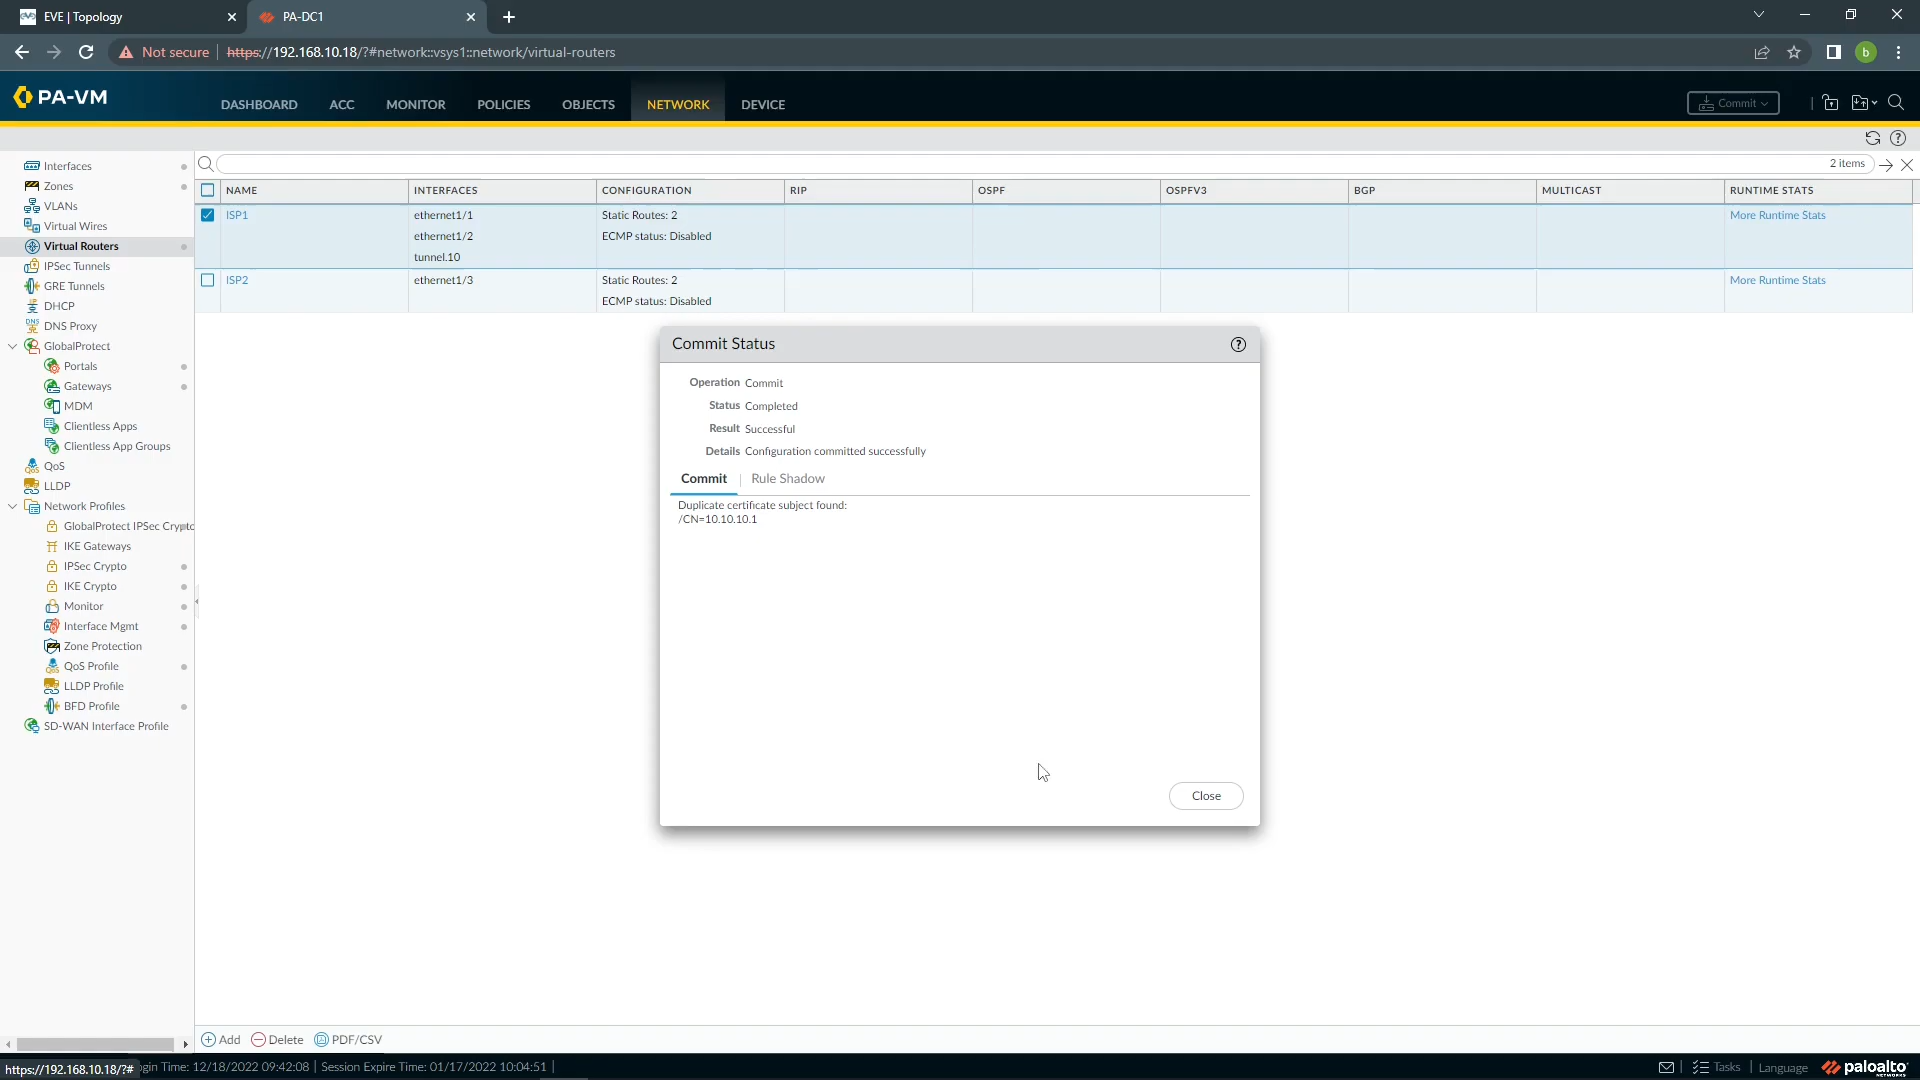 EVE | Topology
PA-DC1
Not secure
https://192.168.10.18/?#network::vsys1::network/virtual-routers
b
PA-VM
DASHBOARD
ACC
MONITOR
POLICIES
OBJECTS
NETWORK
DEVICE
Commit
2 items
Interfaces
Zones
VLANs
Virtual Wires
Virtual Routers
IPSec Tunnels
GRE Tunnels
DHCP
DNS Proxy
GlobalProtect
Portals
Gateways
MDM
Clientless Apps
Clientless App Groups
QoS
LLDP
Network Profiles
GlobalProtect IPSec Crypto
IKE Gateways
IPSec Crypto
IKE Crypto
Monitor
Interface Mgmt
Zone Protection
QoS Profile
LLDP Profile
BFD Profile
SD-WAN Interface Profile
NAME INTERFACES CONFIGURATION RIP OSPF OSPFV3 BGP MULTICAST RUNTIME STATS
ISP1 ethernet1/1 Static Routes: 2 More Runtime Stats
ethernet1/2 ECMP status: Disabled
tunnel.10
ISP2 ethernet1/3 Static Routes: 2 More Runtime Stats
ECMP status: Disabled
Commit Status
Operation Commit
Status Completed
Result Successful
Details Configuration committed successfully
Commit | Rule Shadow
Duplicate certificate subject found:
/CN=10.10.10.1
Close
Add Delete PDF/CSV
https://192.168.10.18/?#
gin Time: 12/18/2022 09:42:08 | Session Expire Time: 01/17/2022 10:04:51 |
Tasks | Language
paloalto
NETWORKS